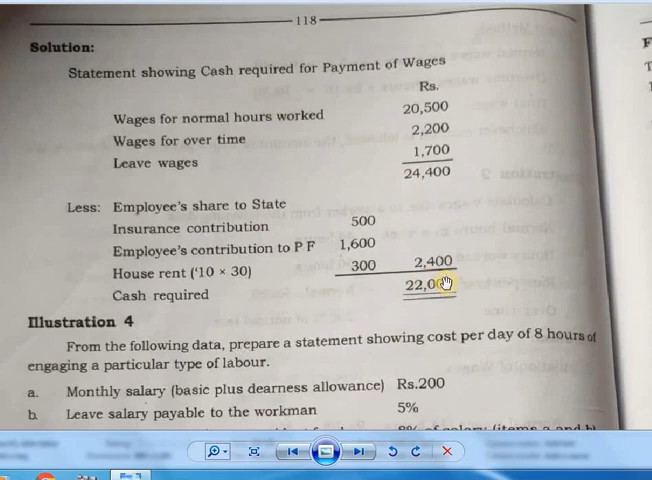 118
Solution:
Statement showing Cash required for Payment of Wages
Rs.
Wages for normal hours worked 20,500
Wages for over time 2,200
Leave wages 1,700
24,400
Less: Employee's share to State
Insurance contribution 500
Employee's contribution to P F 1,600
House rent ('10 × 30) 300 2,400
Cash required
Illustration 4
From the following data, prepare a statement showing cost per day of 8 hours of
engaging a particular type of labour.
a. Monthly salary (basic plus dearness allowance) Rs.200
b. Leave salary payable to the workman 5%